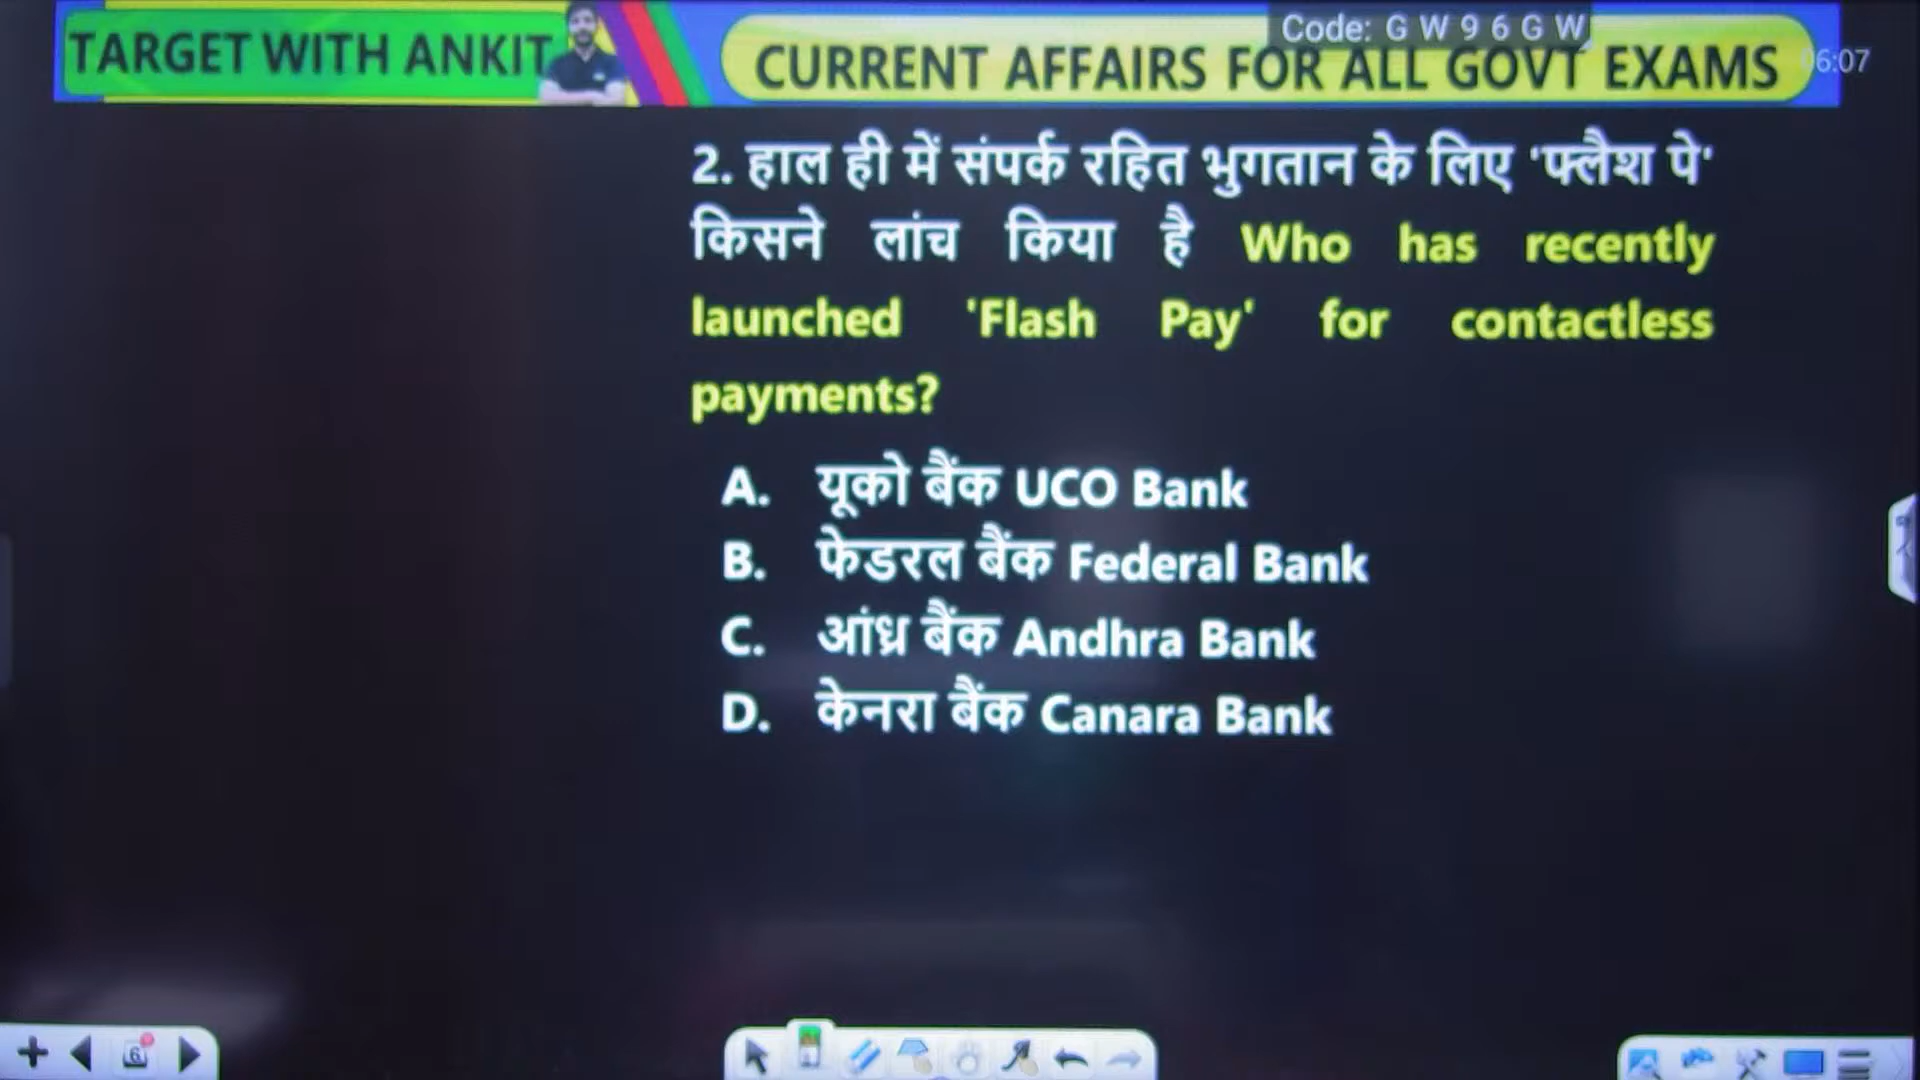 TARGET WITH ANKIT
Code: G W 9 6 G W
CURRENT AFFAIRS FOR ALL GOVT EXAMS
06:07
2. हाल ही में संपर्क रहित भुगतान के लिए 'फ्लैश पे'
किसने लांच किया है Who has recently
launched 'Flash Pay' for contactless
payments?
A. यूको बैंक UCO Bank
B. फेडरल बैंक Federal Bank
C. आंध्र बैंक Andhra Bank
D. केनरा बैंक Canara Bank
6